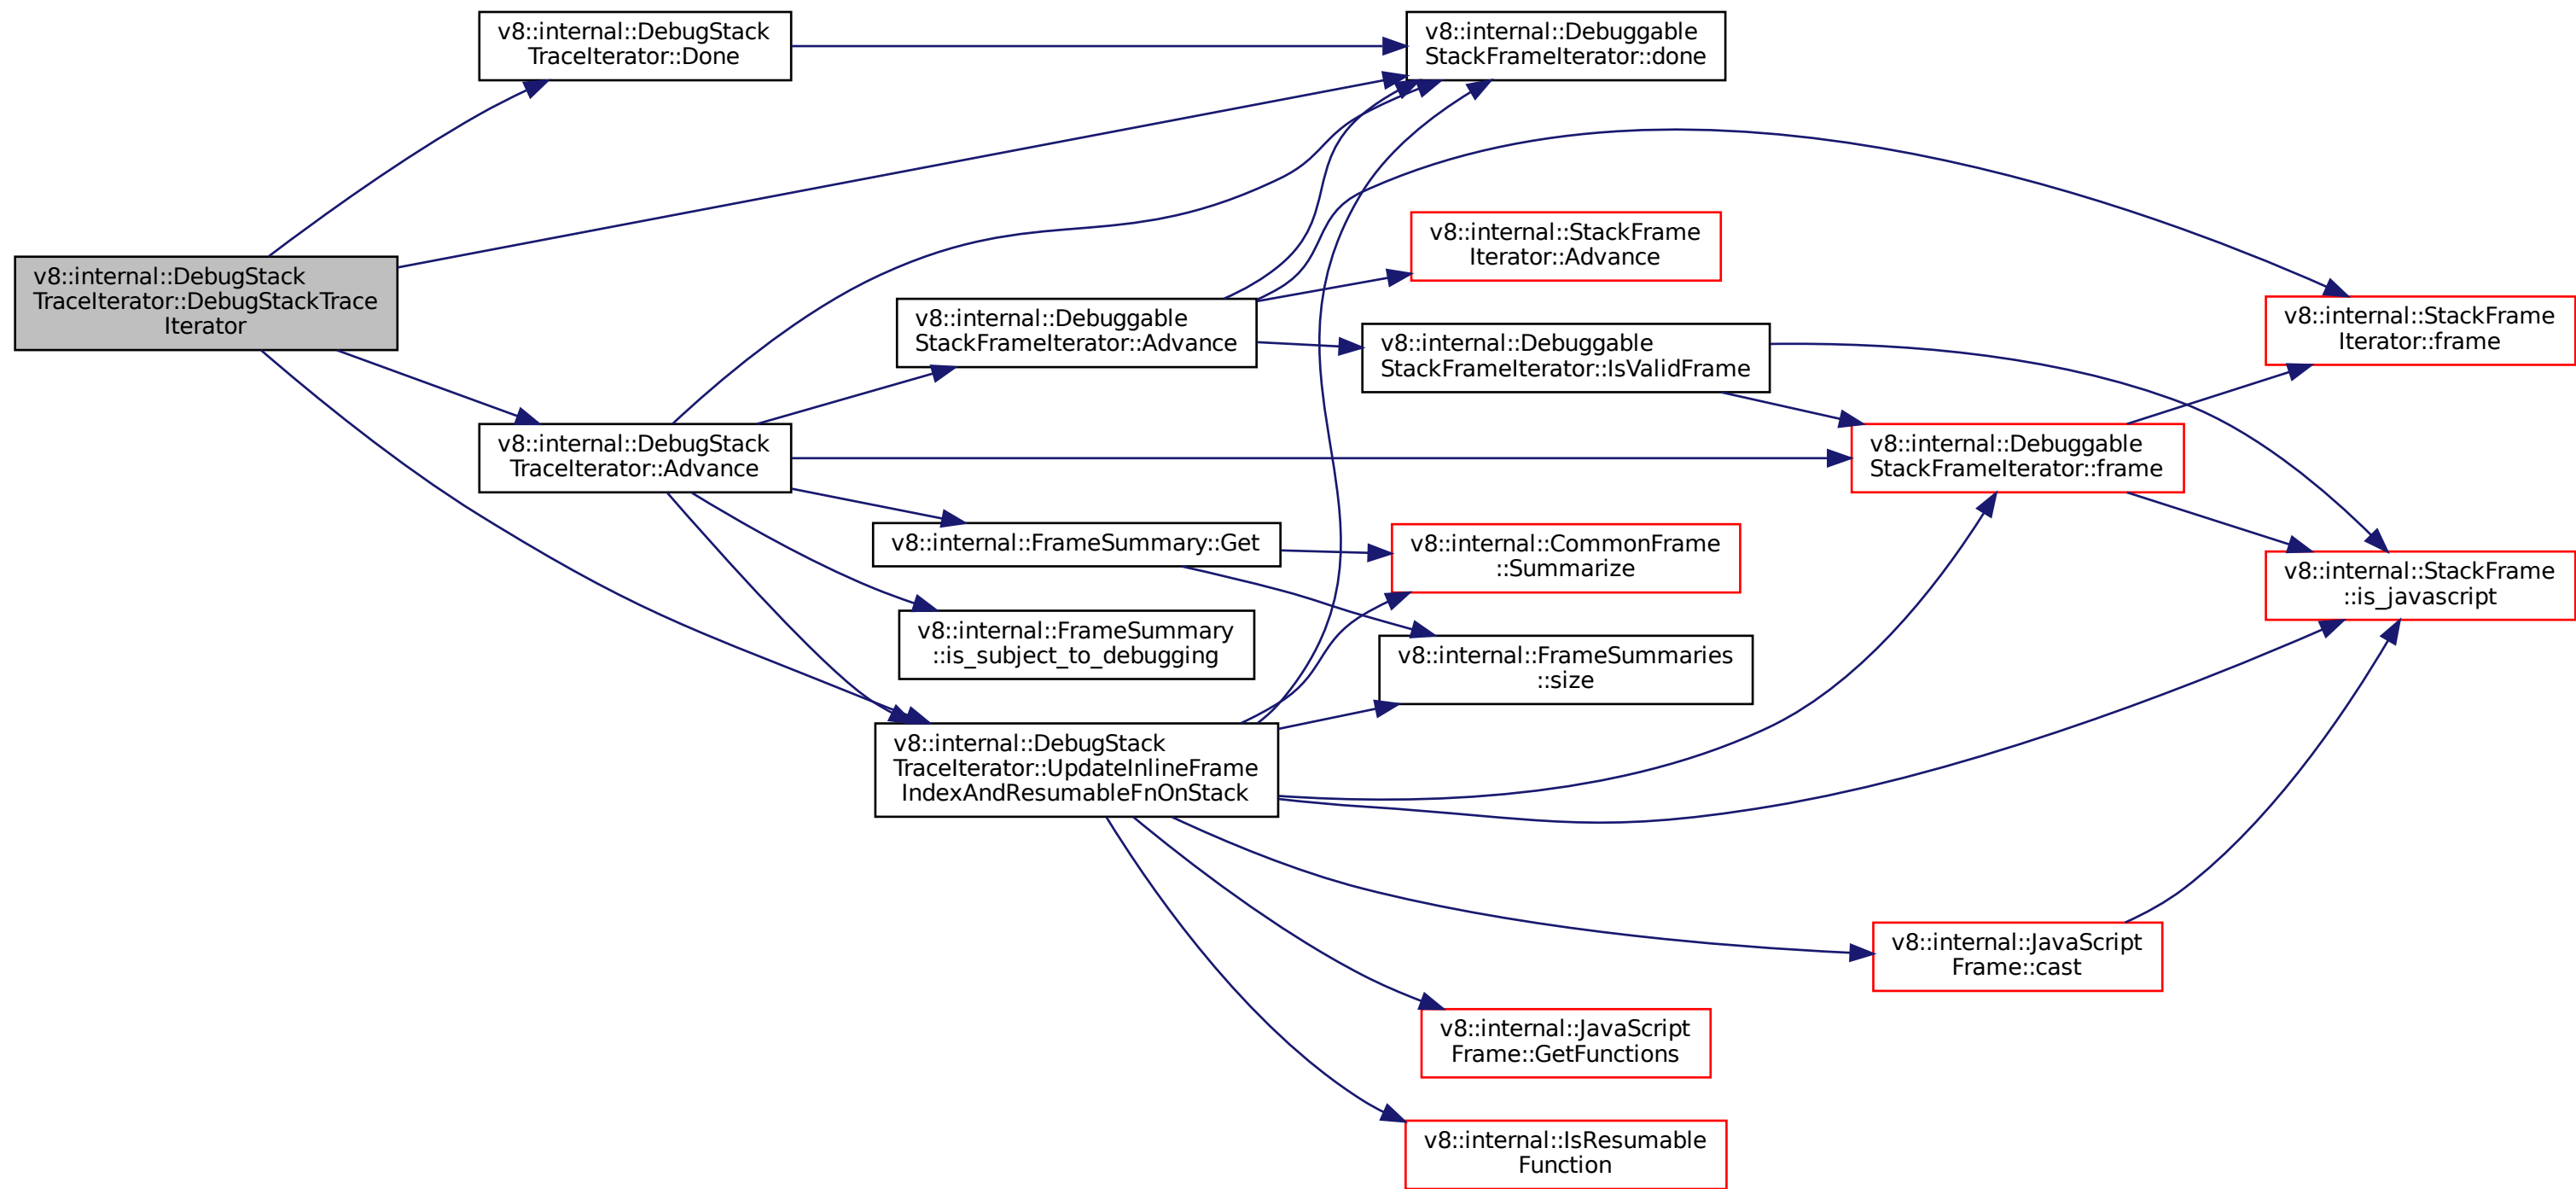 v8::internal::DebugStack
TraceIterator::DebugStackTrace
Iterator
v8::internal::DebugStack
TraceIterator::Done
v8::internal::Debuggable
StackFrameIterator::done
v8::internal::DebugStack
TraceIterator::Advance
v8::internal::Debuggable
StackFrameIterator::Advance
v8::internal::StackFrame
Iterator::Advance
v8::internal::Debuggable
StackFrameIterator::IsValidFrame
v8::internal::StackFrame
Iterator::frame
v8::internal::Debuggable
StackFrameIterator::frame
v8::internal::StackFrame
::is_javascript
v8::internal::FrameSummary::Get
v8::internal::CommonFrame
::Summarize
v8::internal::FrameSummary
::is_subject_to_debugging
v8::internal::FrameSummaries
::size
v8::internal::DebugStack
TraceIterator::UpdateInlineFrame
IndexAndResumableFnOnStack
v8::internal::JavaScript
Frame::cast
v8::internal::JavaScript
Frame::GetFunctions
v8::internal::IsResumable
Function